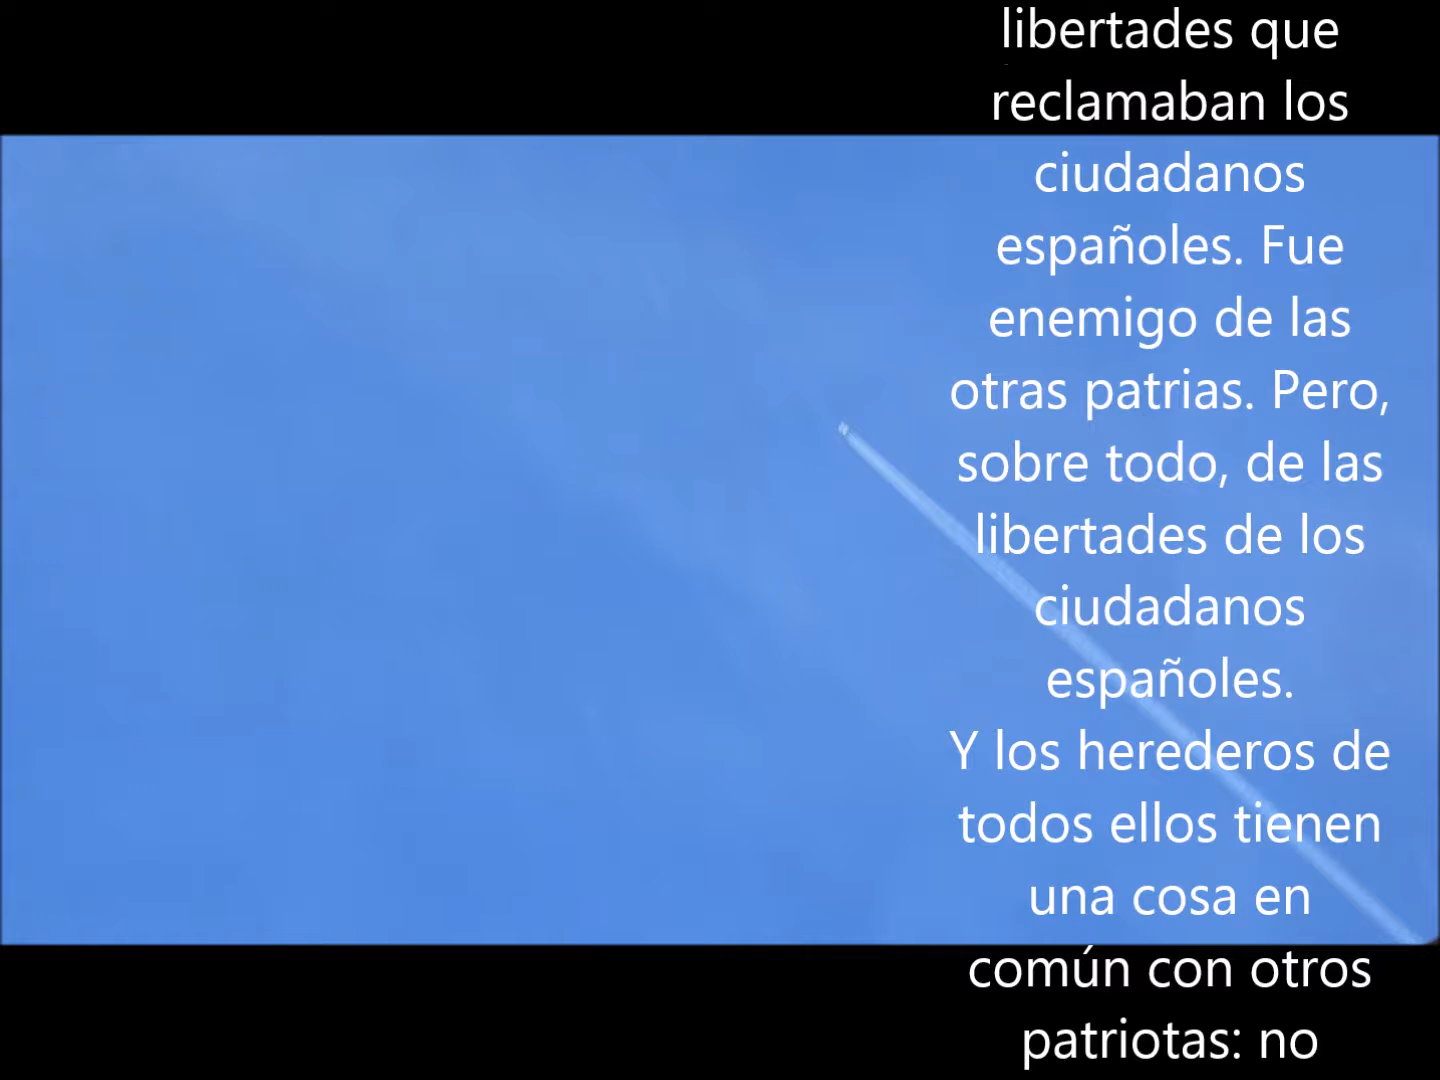 libertades que
reclamaban los
ciudadanos
españoles. Fue
enemigo de las
otras patrias. Pero,
sobre todo, de las
libertades de los
ciudadanos
españoles.
Y los herederos de
todos ellos tienen
una cosa en
común con otros
patriotas: no